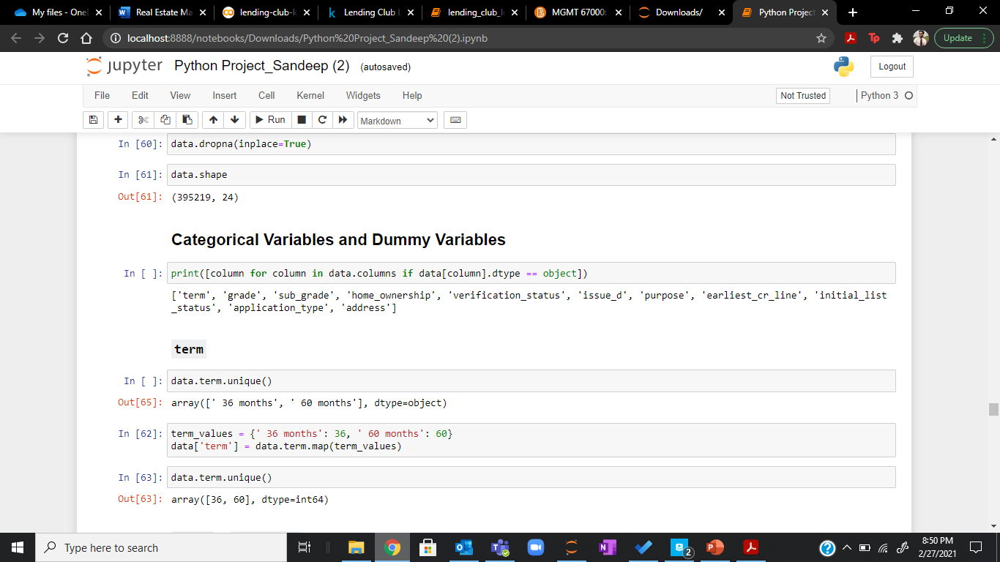 My files - OneD
Real Estate Ma
lending-club-lo
Lending Club L
lending_club_lo
MGMT 67000:
Downloads/
Python Project
localhost:8888/notebooks/Downloads/Python%20Project_Sandeep%20(2).ipynb
Update
jupyter Python Project_Sandeep (2) (autosaved)
Logout
File Edit View Insert Cell Kernel Widgets Help
Not Trusted
Python 3
Run
Markdown
In [60]: data.dropna(inplace=True)
In [61]: data.shape
Out[61]: (395219, 24)
Categorical Variables and Dummy Variables
In [ ]: print([column for column in data.columns if data[column].dtype == object])
['term', 'grade', 'sub_grade', 'home_ownership', 'verification_status', 'issue_d', 'purpose', 'earliest_cr_line', 'initial_list
_status', 'application_type', 'address']
term
In [ ]: data.term.unique()
Out[65]: array([' 36 months', ' 60 months'], dtype=object)
In [62]: term_values = {' 36 months': 36, ' 60 months': 60}
data['term'] = data.term.map(term_values)
In [63]: data.term.unique()
Out[63]: array([36, 60], dtype=int64)
Type here to search
2
8:50 PM
2/27/2021